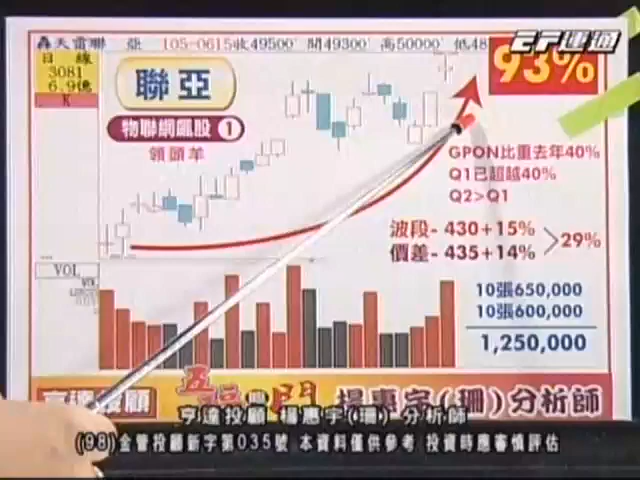 轟天雷聯 亞 105-0615收49500' 開49300' 高50000' 低48
EF運通
日 線
3081
6.9億
K
93%
聯亞
物聯網飆股1
領頭羊
GPON比重去年40%
Q1已超越40%
Q2>Q1
波段- 430+15%
價差- 435+14%
29%
VOL
10張650,000
10張600,000
1,250,000
楊惠宇(珊)分析師
亨達投顧 楊惠宇(珊) 分析師
(98)金管投顧新字第035號 本資料僅供參考 投資時應審慎評估